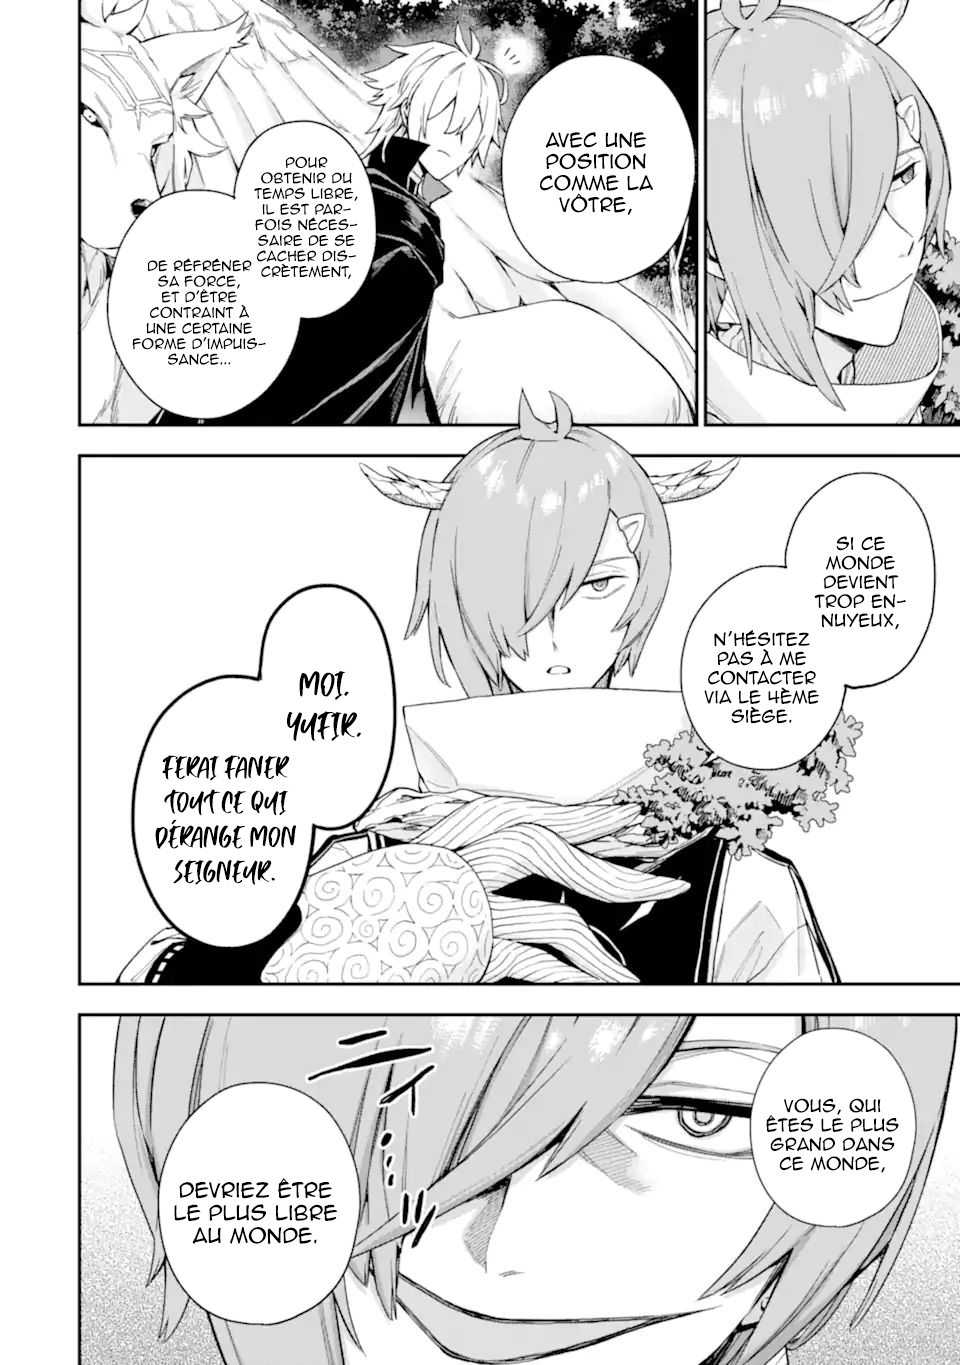 AVEC UNE
POSITION
COMME LA
VÔTRE,
POUR
OBTENIR DU
TEMPS LIBRE,
IL EST PAR-
FOIS NÉCES-
SAIRE DE SE
CACHER DIS-
CRÈTEMENT,
DE RÉFRÉNER
SA FORCE,
ET D'ÊTRE
CONTRAINT À
UNE CERTAINE
FORME D'IMPUIS-
SANCE...
SI CE
MONDE
DEVIENT
TROP EN-
NUYEUX,
N'HÉSITEZ
PAS À ME
CONTACTER
VIA LE 4ÈME
SIÈGE.
MOI,
YUFIR,
FERAI FANER
TOUT CE QUI
DÉRANGE MON
SEIGNEUR.
VOUS, QUI
ÊTES LE PLUS
GRAND DANS
CE MONDE,
DEVRIEZ ÊTRE
LE PLUS LIBRE
AU MONDE.
ニィ